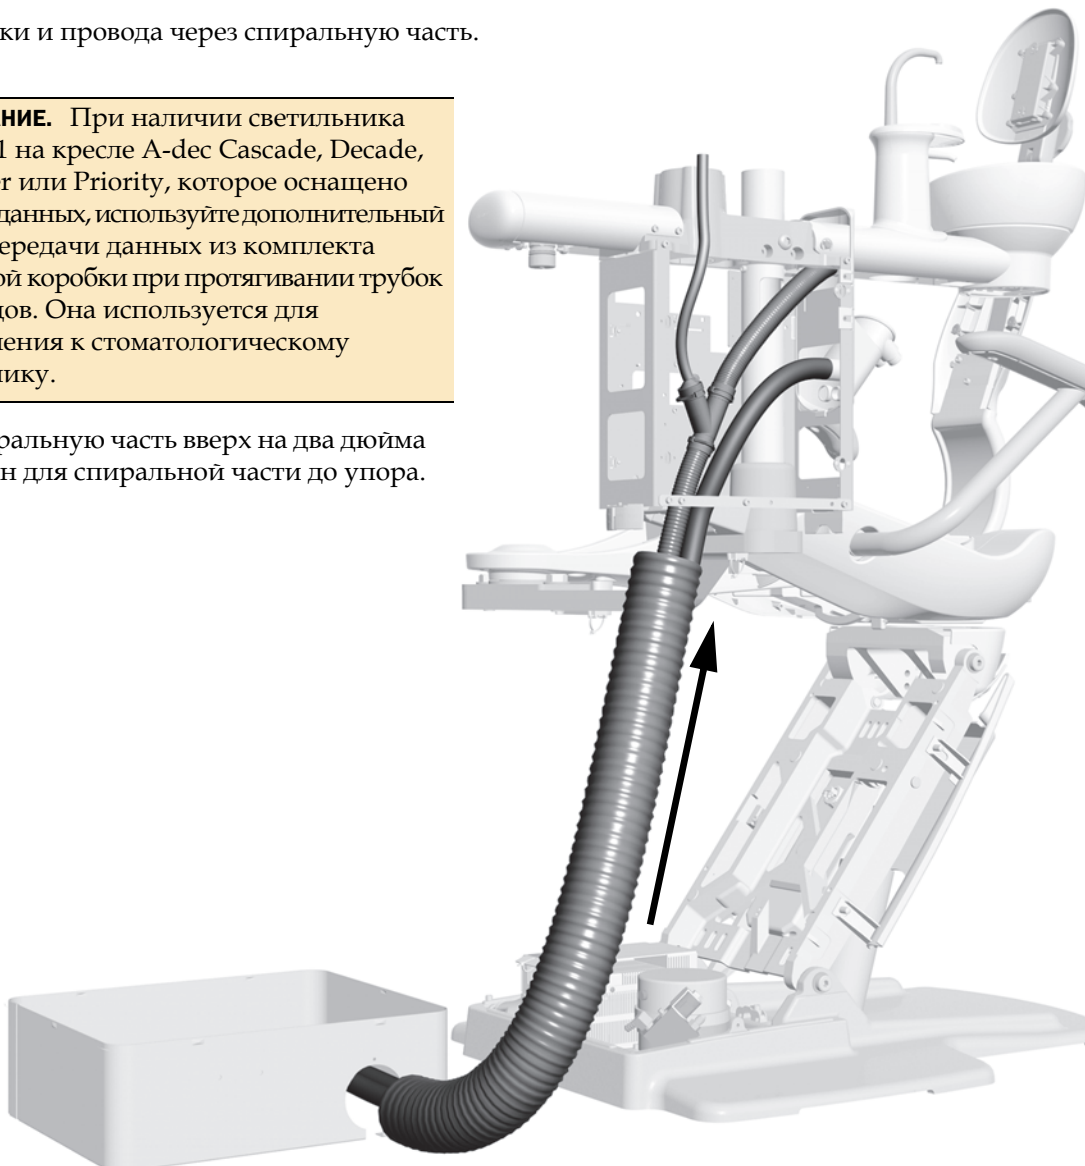 ки и провода через спиральную часть.
НИЕ. При наличии светильника
1 на кресле A-dec Cascade, Decade,
r или Priority, которое оснащено
данных, используйте дополнительный
ередачи данных из комплекта
ой коробки при протягивании трубок
дов. Она используется для
ения к стоматологическому
нику.
ральную часть вверх на два дюйма
н для спиральной части до упора.